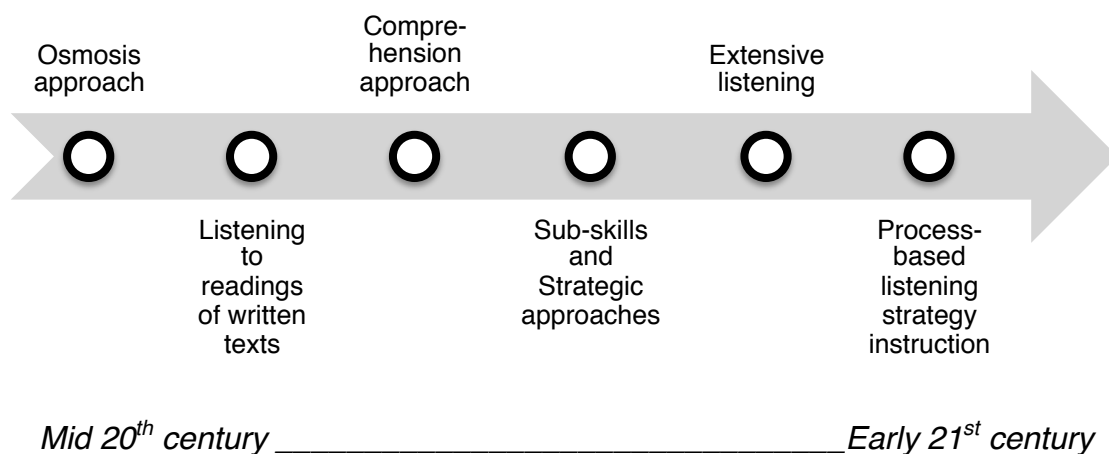 Osmosis
approach
Listening
to
readings
of written
texts
Compre-
hension
approach
Sub-skills
and
Strategic
approaches
Extensive
listening
Process-
based
listening
strategy
instruction
Mid 20th century __________________________________Early 21st century